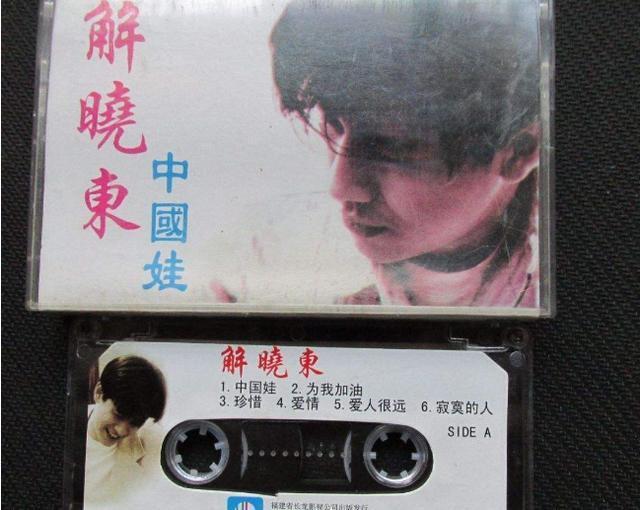 解曉東
中國娃
解曉東
1.中国娃 2.为我加油
3.珍惜 4.爱情 5.爱人很远 6.寂寞的人
SIDE A
福建省长龙影视公司出版发行